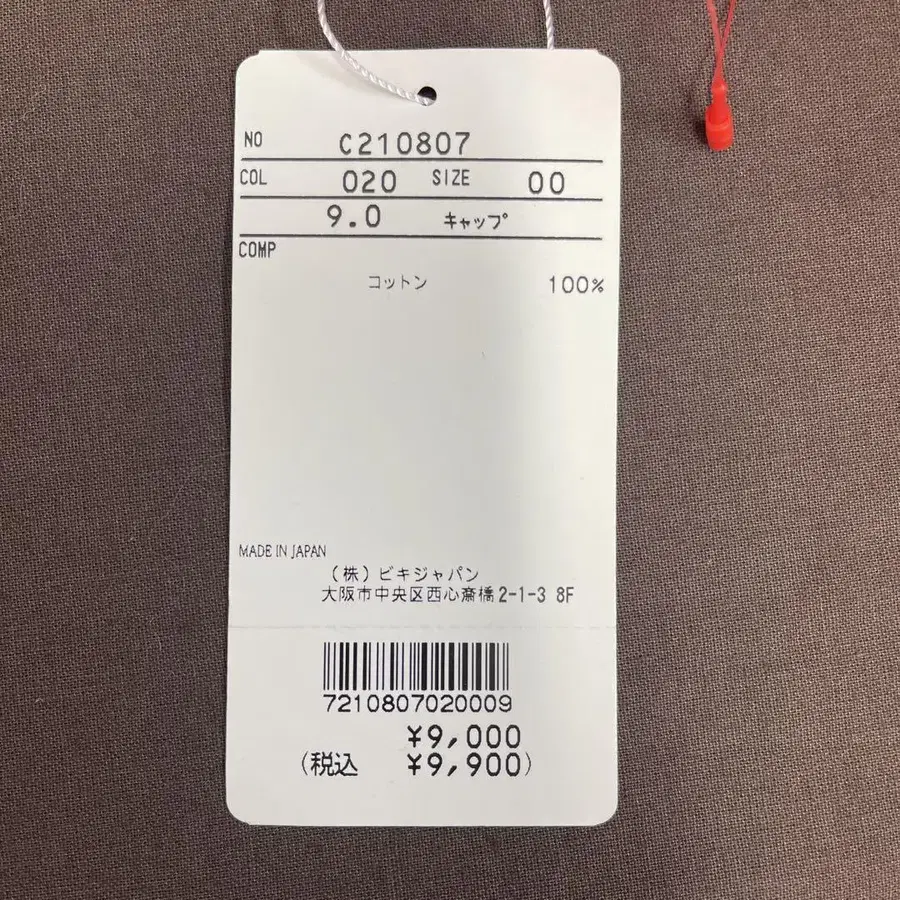 NO C210807
COL 020 SIZE 00
9.0 キャップ
COMP
コットン 100%
MADE IN JAPAN
(株)ビキジャパン
大阪市中央区西心斎橋2-1-3 8F
7210807020009
¥9,000
(税込 ¥9,900)